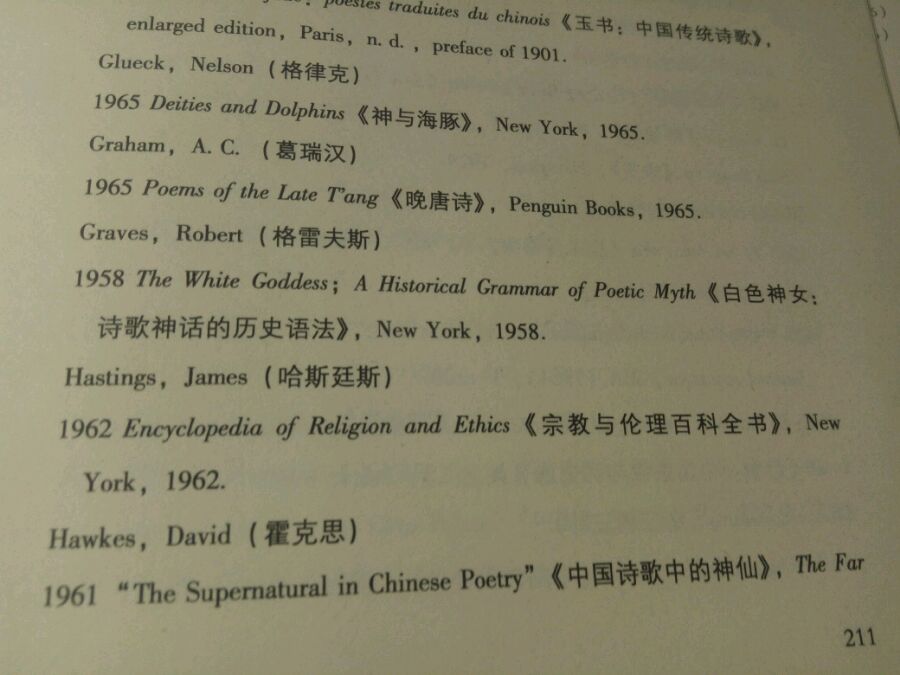 poésies traduites du chinois《玉书：中国传统诗歌》,
enlarged edition, Paris, n. d. , preface of 1901.
Glueck, Nelson（格律克）
1965 Deities and Dolphins《神与海豚》, New York, 1965.
Graham, A. C. （葛瑞汉）
1965 Poems of the Late T'ang《晚唐诗》, Penguin Books, 1965.
Graves, Robert（格雷夫斯）
1958 The White Goddess; A Historical Grammar of Poetic Myth《白色神女：
诗歌神话的历史语法》, New York, 1958.
Hastings, James（哈斯廷斯）
1962 Encyclopedia of Religion and Ethics《宗教与伦理百科全书》, New
York, 1962.
Hawkes, David（霍克思）
1961 “The Supernatural in Chinese Poetry”《中国诗歌中的神仙》, The Far
211